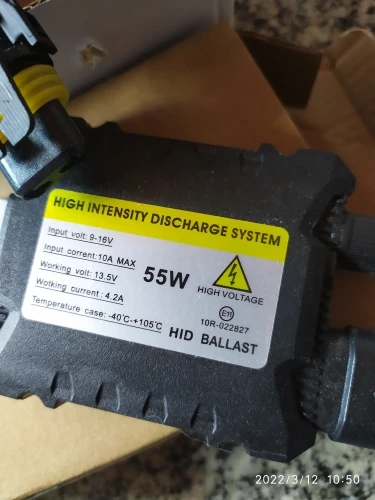 HIGH INTENSITY DISCHARGE SYSTEM
Input volt: 9-16V
Input corrent:10A MAX
Working volt: 13.5V
Wotking current.: 4.2A
Temperature case: -40℃-+105℃
55W
HIGH VOLTAGE
E11
10R-022827
HID BALLAST
2022/3/12 10:50